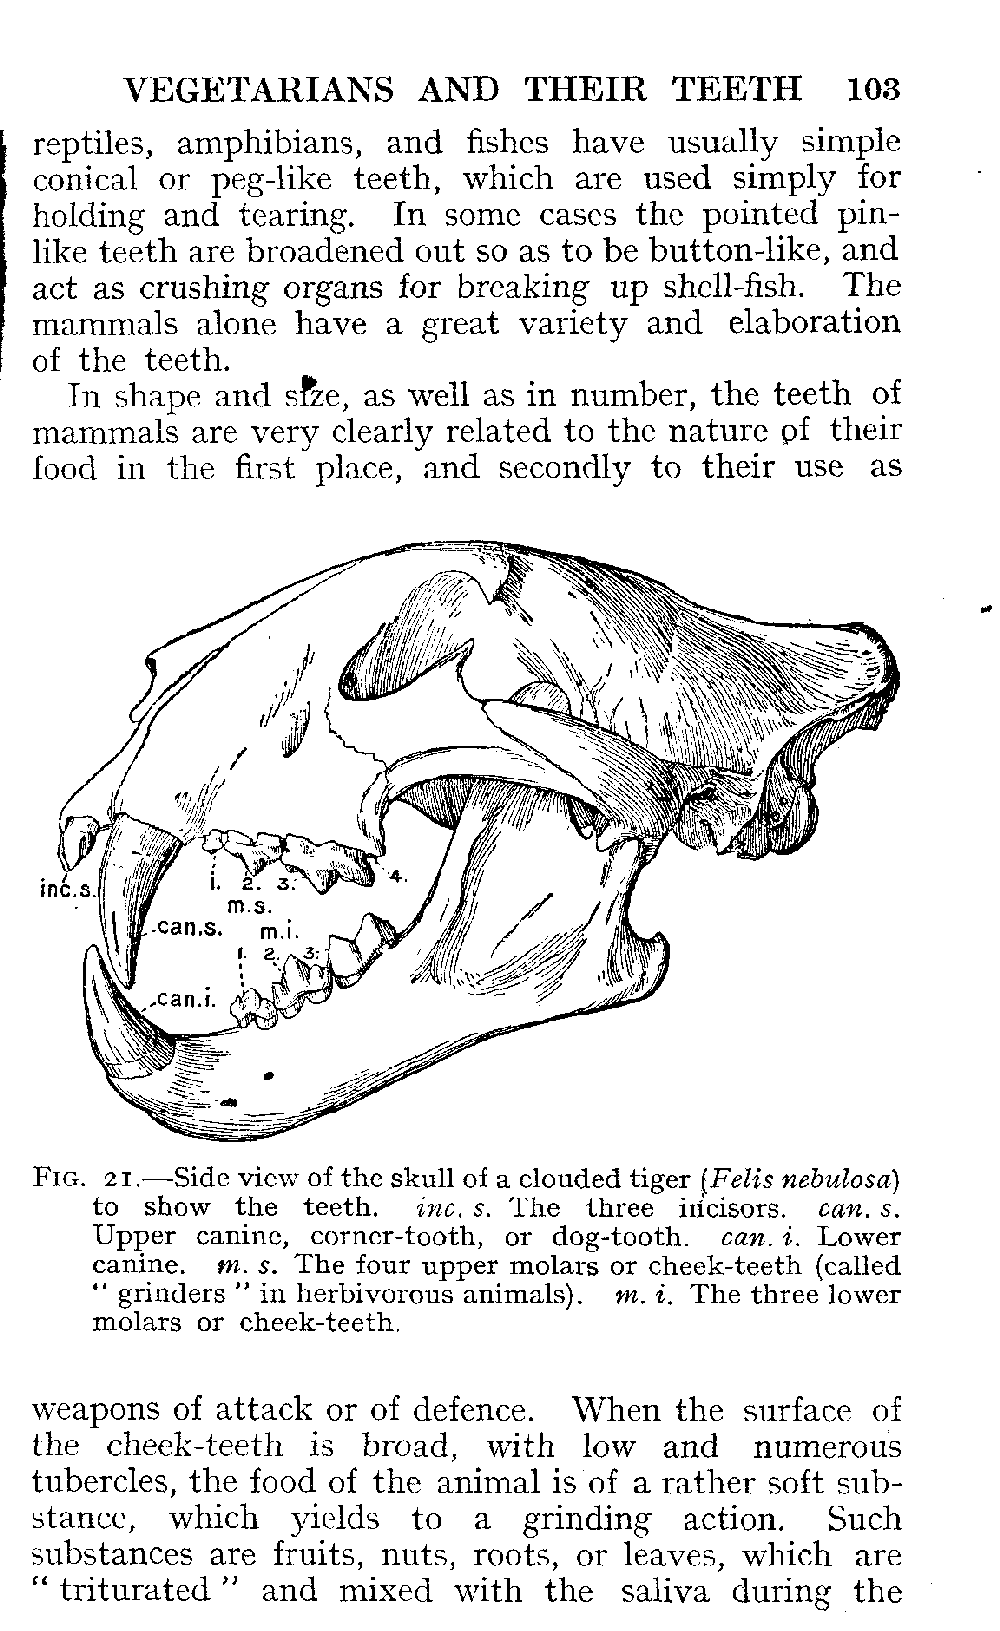 VEGETARIANS AND THEIR TEETH 103
reptiles, amphibians, and fishes have usually simple
conical or peg-like teeth, which are used simply for
holding and tearing. In some cases the pointed pin-
like teeth are broadened out so as to be button-like, and
act as crushing organs for breaking up shell-fish. The
mammals alone have a great variety and elaboration
of the teeth.
In shape and size, as well as in number, the teeth of
mammals are very clearly related to the nature of their
food in the first place, and secondly to their use as
inc.s.
1. 2. 3. 4.
m.s.
can.s. m.i.
1. 2. 3.
can.i.
FIG. 21.—Side view of the skull of a clouded tiger (Felis nebulosa)
to show the teeth. inc. s. The three incisors. can. s.
Upper canine, corner-tooth, or dog-tooth. can. i. Lower
canine. m. s. The four upper molars or cheek-teeth (called
" grinders " in herbivorous animals). m. i. The three lower
molars or cheek-teeth.
weapons of attack or of defence. When the surface of
the cheek-teeth is broad, with low and numerous
tubercles, the food of the animal is of a rather soft sub-
stance, which yields to a grinding action. Such
substances are fruits, nuts, roots, or leaves, which are
" triturated " and mixed with the saliva during the